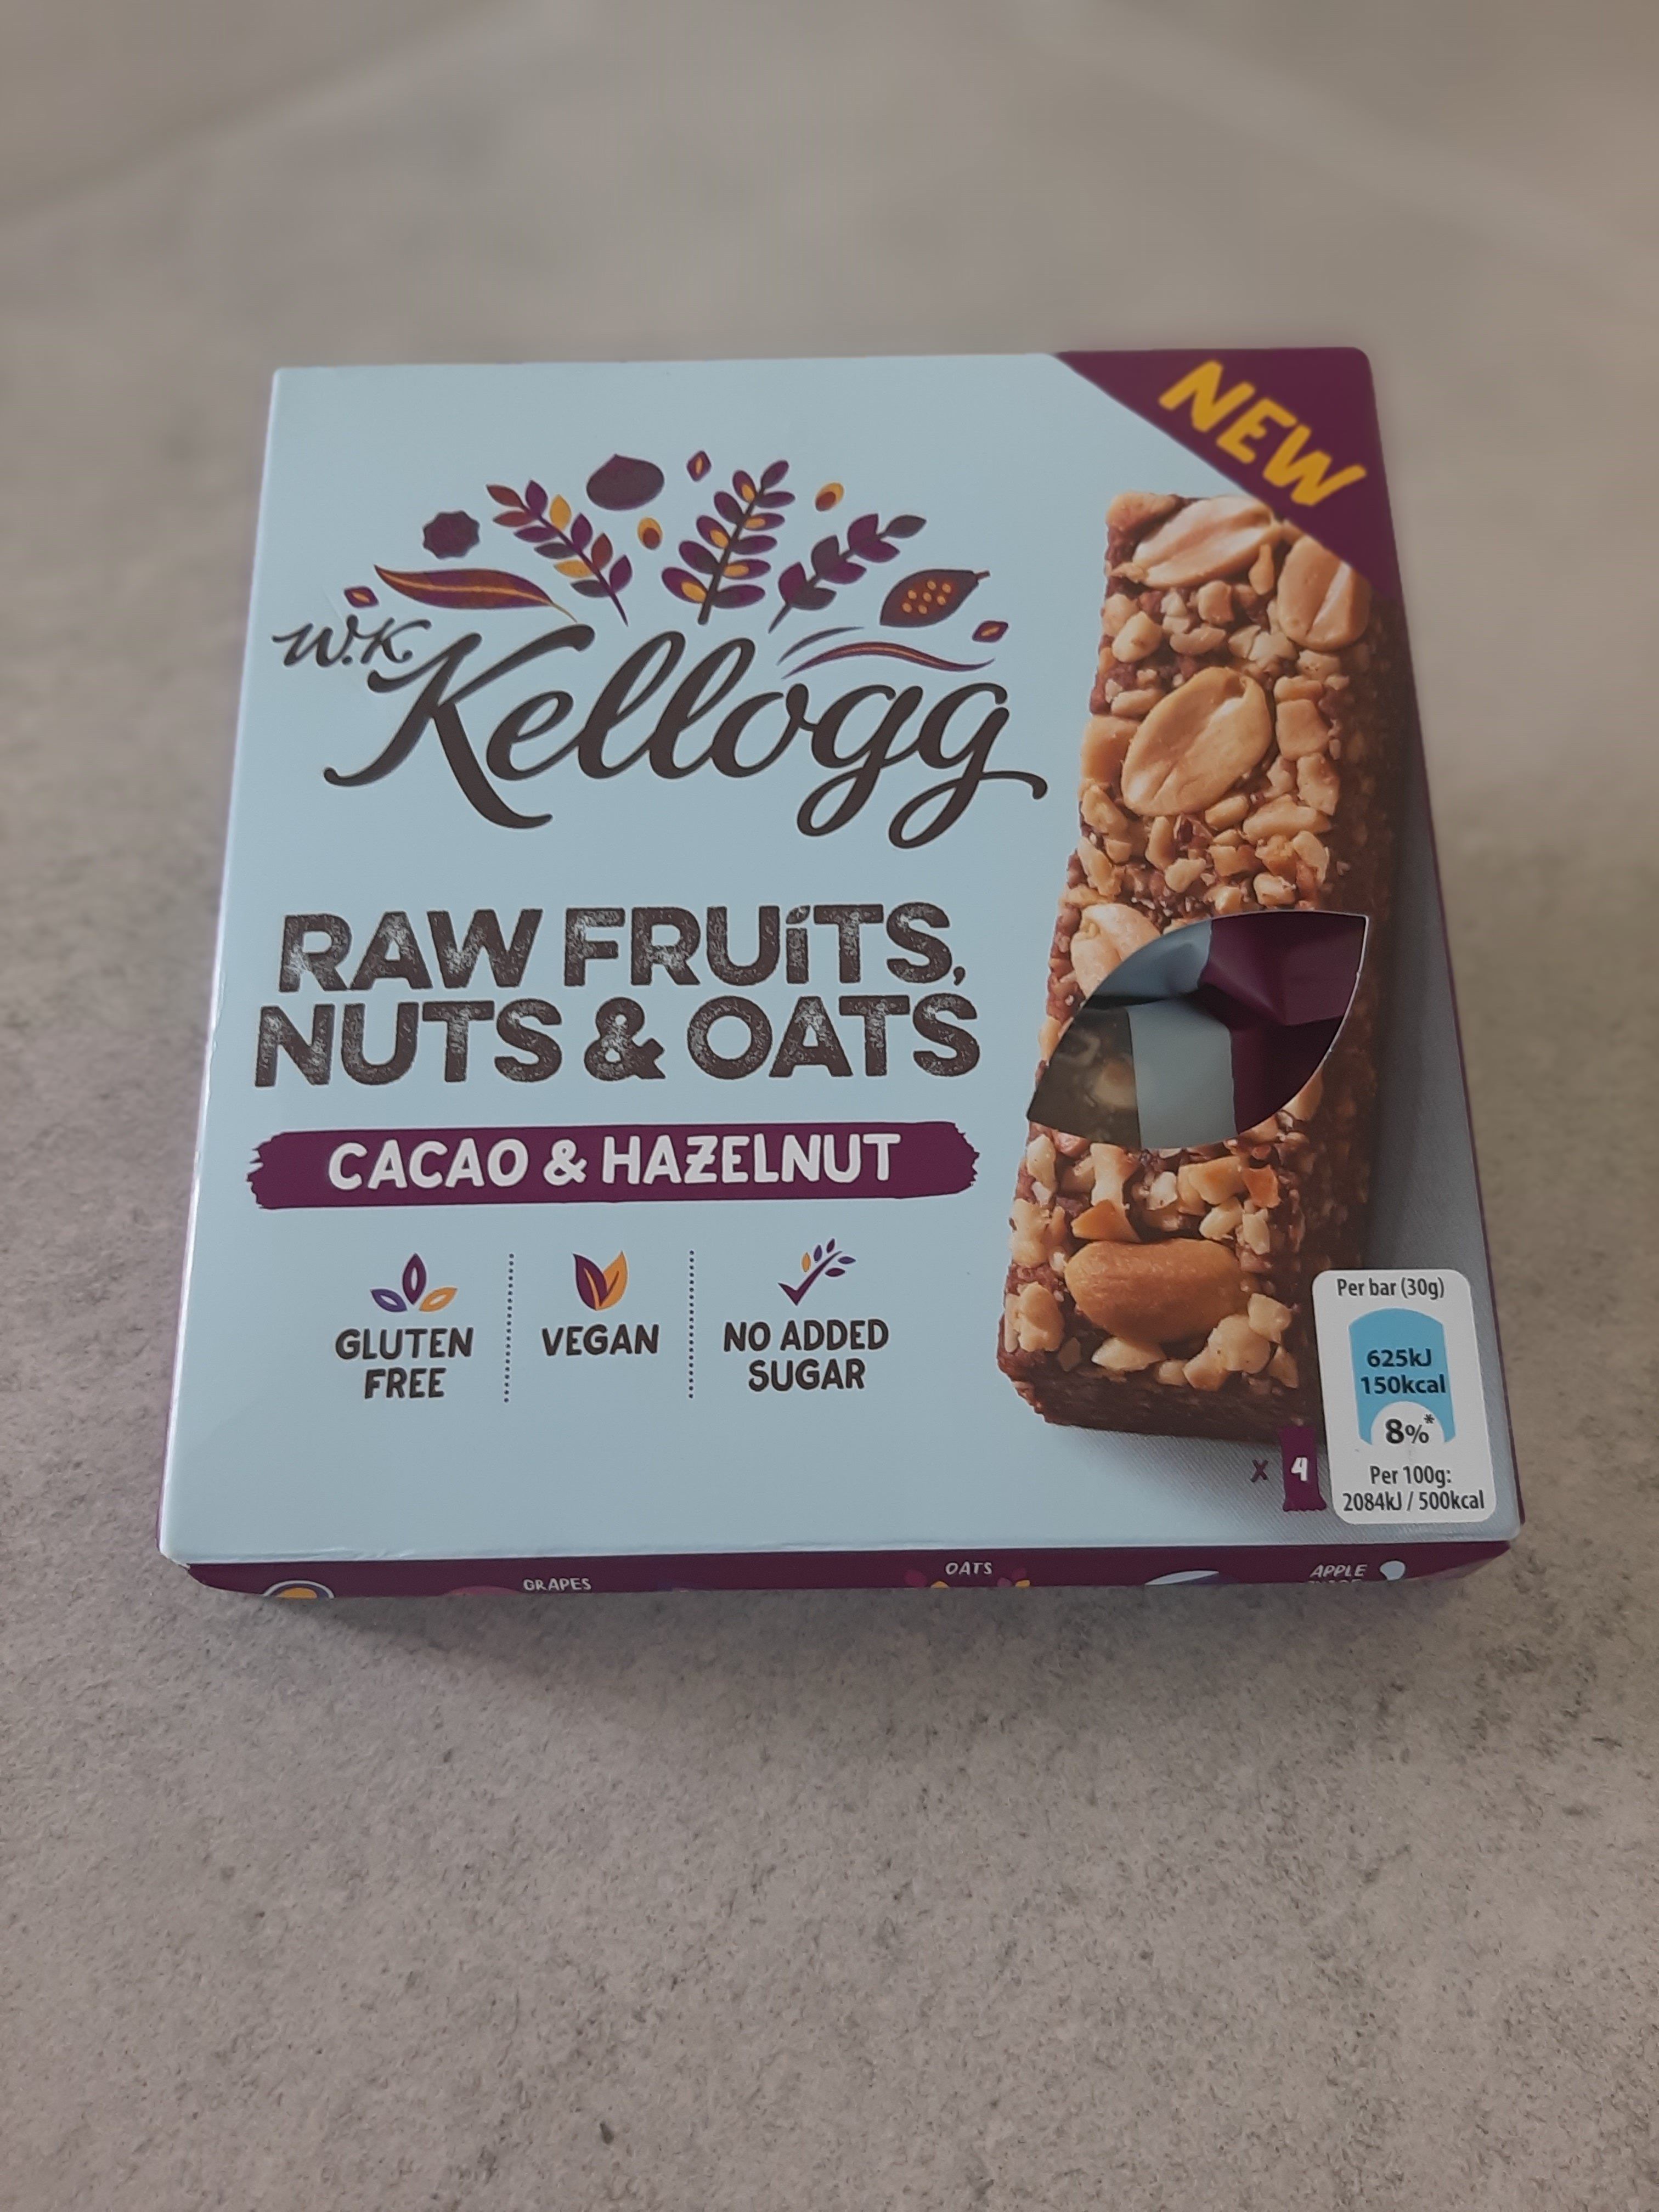 NEW
W.K
Kellogg
RAW FRUITS,
NUTS & OATS
CACAO & HAZELNUT
GLUTEN
FREE
VEGAN
NO ADDED
SUGAR
Per bar (30g)
625kJ
150kcal
8%*
x 4
Per 100g:
2084kJ / 500kcal
GRAPES
OATS
APPLE